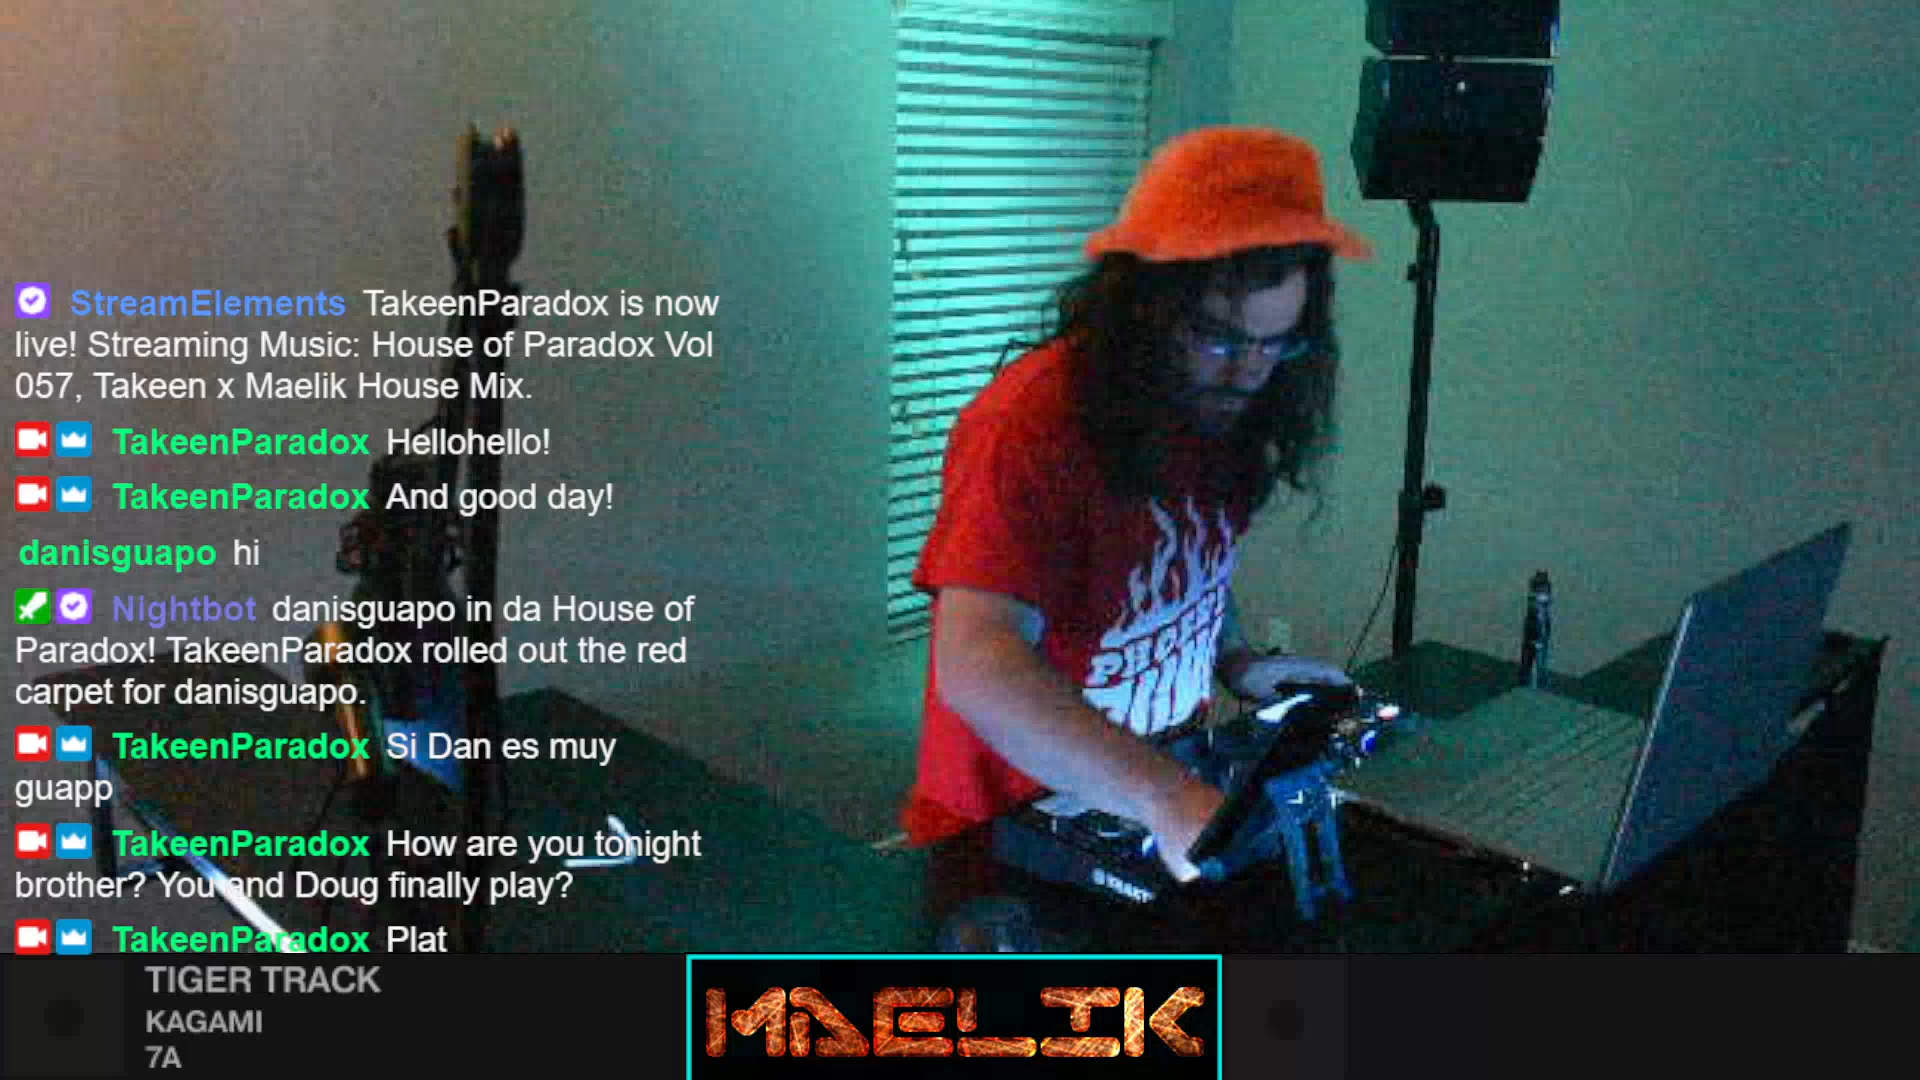 StreamElements TakeenParadox is now
live! Streaming Music: House of Paradox Vol
057, Takeen x Maelik House Mix.
TakeenParadox Hellohello!
TakeenParadox And good day!
danisguapo hi
Nightbot danisguapo in da House of
Paradox! TakeenParadox rolled out the red
carpet for danisguapo.
TakeenParadox Si Dan es muy
guapp
TakeenParadox How are you tonight
brother? You and Doug finally play?
TakeenParadox Plat
TIGER TRACK
KAGAMI
7A
MAELIK